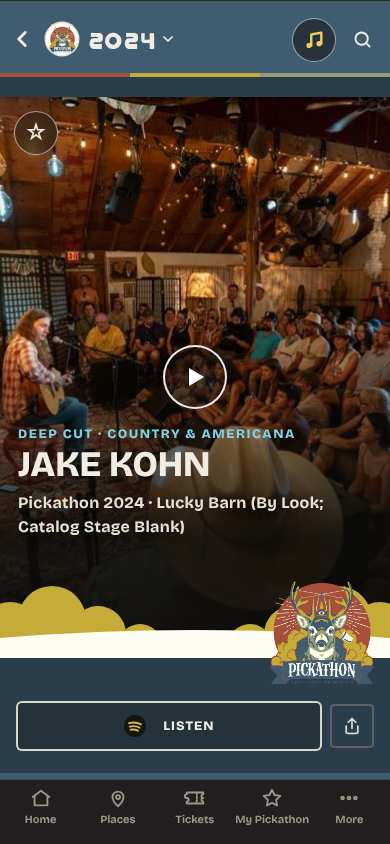 2024
DEEP CUT · COUNTRY & AMERICANA
JAKE KOHN
Pickathon 2024 · Lucky Barn (By Look;
Catalog Stage Blank)
PICKATHON
LISTEN
Home
Places
Tickets
My Pickathon
More